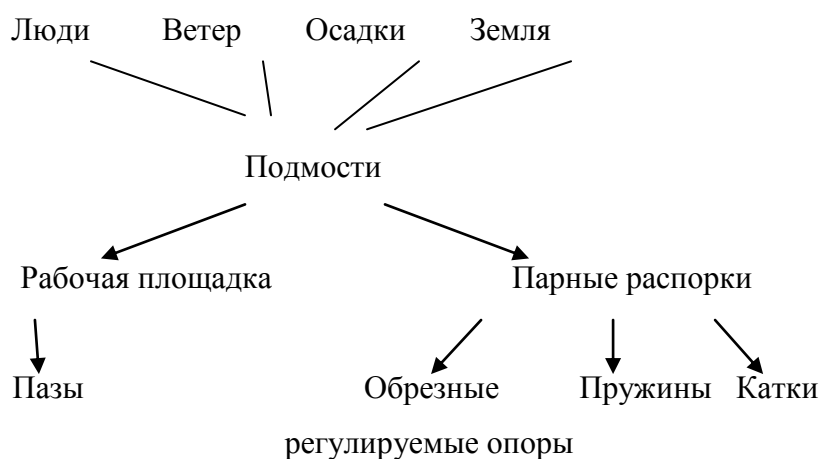 Люди Ветер Осадки Земля
Подмости
Рабочая площадка Парные распорки
Пазы Обрезные Пружины Катки
регулируемые опоры